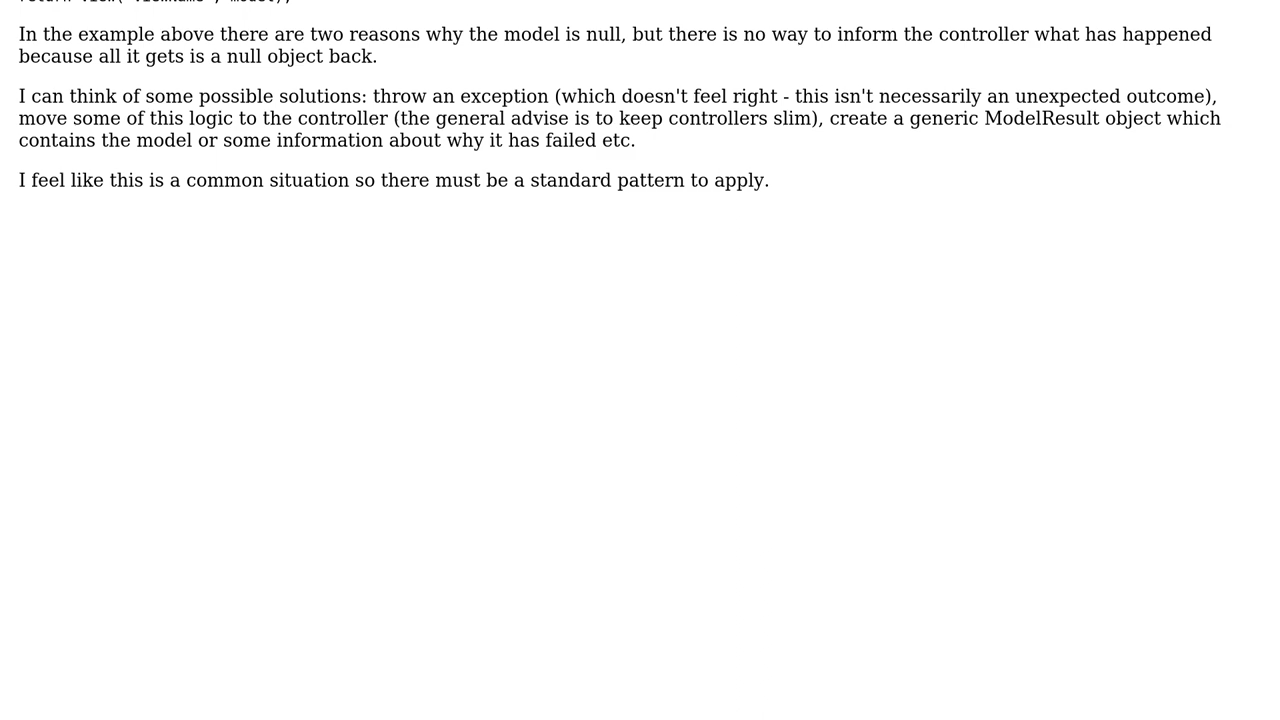 In the example above there are two reasons why the model is null, but there is no way to inform the controller what has happened
because all it gets is a null object back.
I can think of some possible solutions: throw an exception (which doesn't feel right - this isn't necessarily an unexpected outcome),
move some of this logic to the controller (the general advise is to keep controllers slim), create a generic ModelResult object which
contains the model or some information about why it has failed etc.
I feel like this is a common situation so there must be a standard pattern to apply.